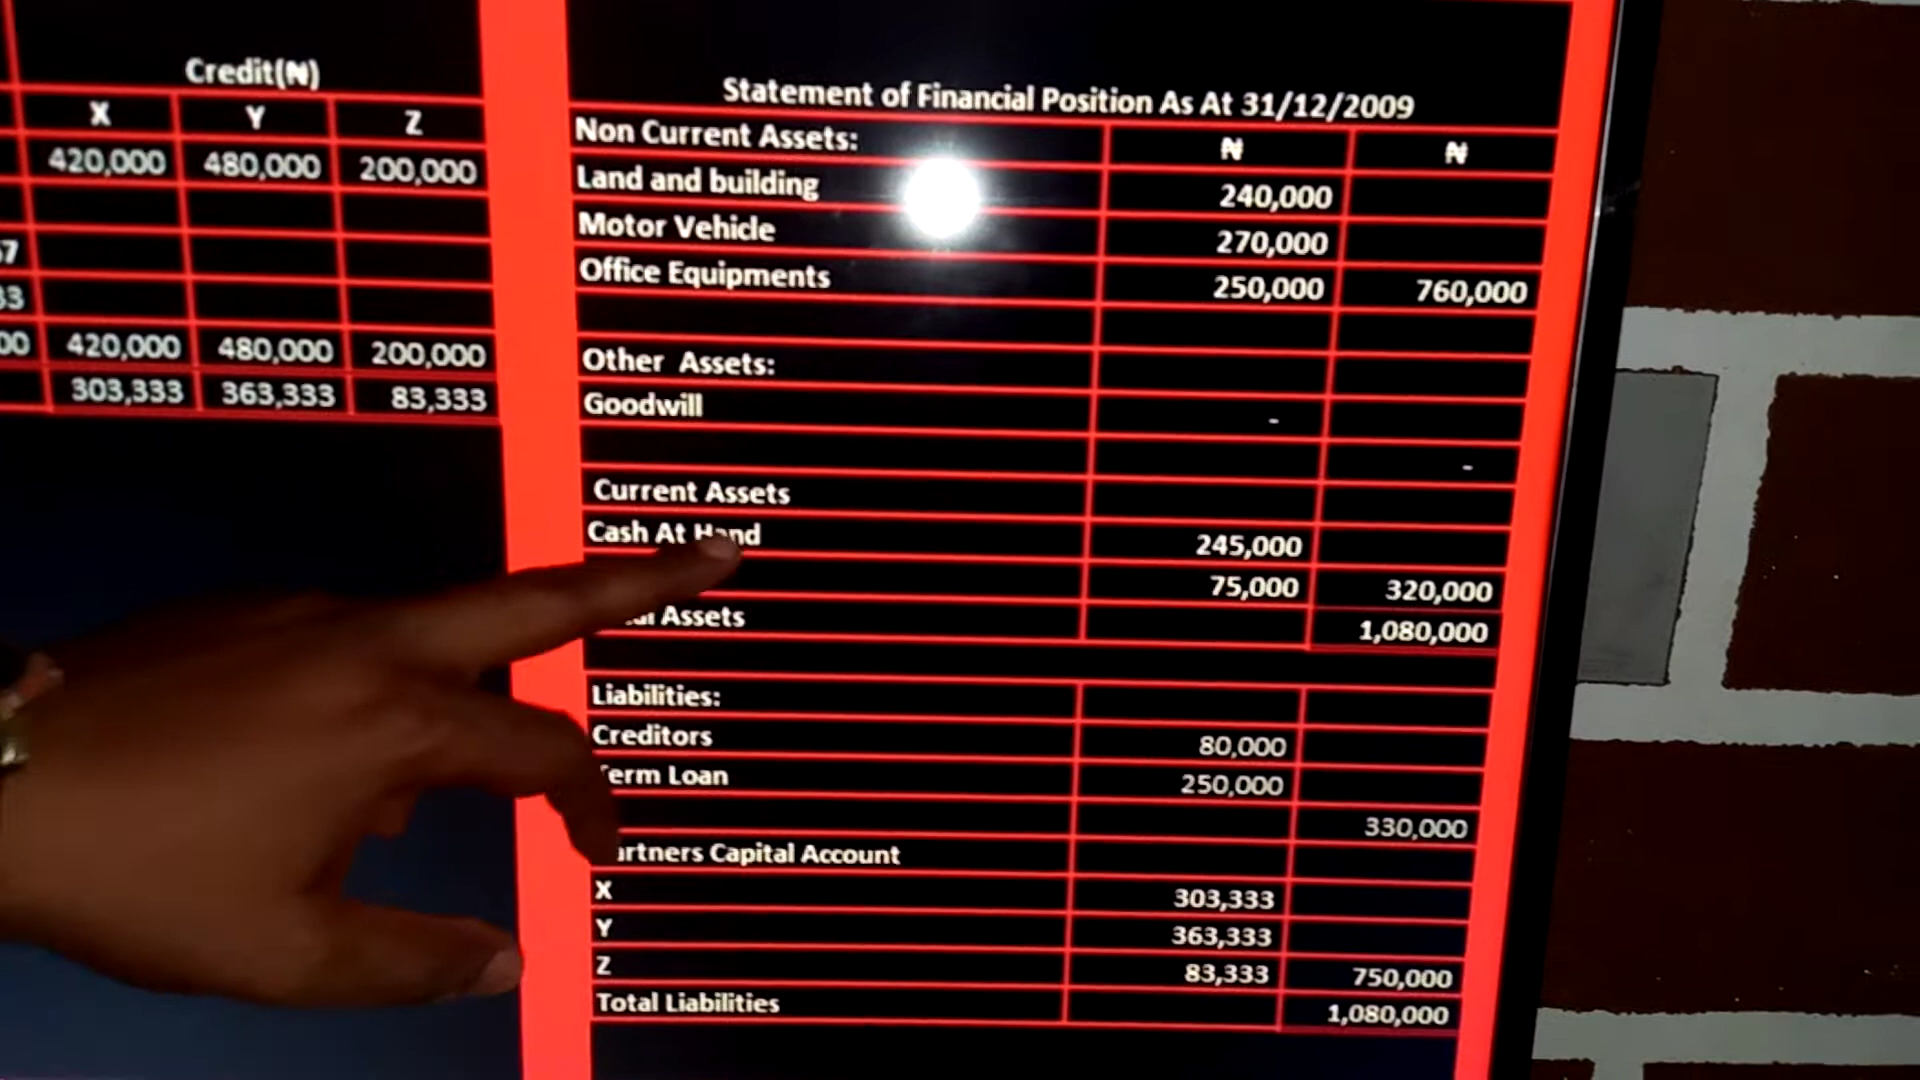 Credit(₦)
X Y Z
420,000 480,000 200,000
420,000 480,000 200,000
303,333 363,333 83,333
Statement of Financial Position As At 31/12/2009
Non Current Assets: ₦ ₦
Land and building 240,000
Motor Vehicle 270,000
Office Equipments 250,000 760,000
Other Assets:
Goodwill -
-
Current Assets
Cash At Hand 245,000
75,000 320,000
Assets 1,080,000
Liabilities:
Creditors 80,000
Term Loan 250,000
330,000
Partners Capital Account
X 303,333
Y 363,333
Z 83,333 750,000
Total Liabilities 1,080,000